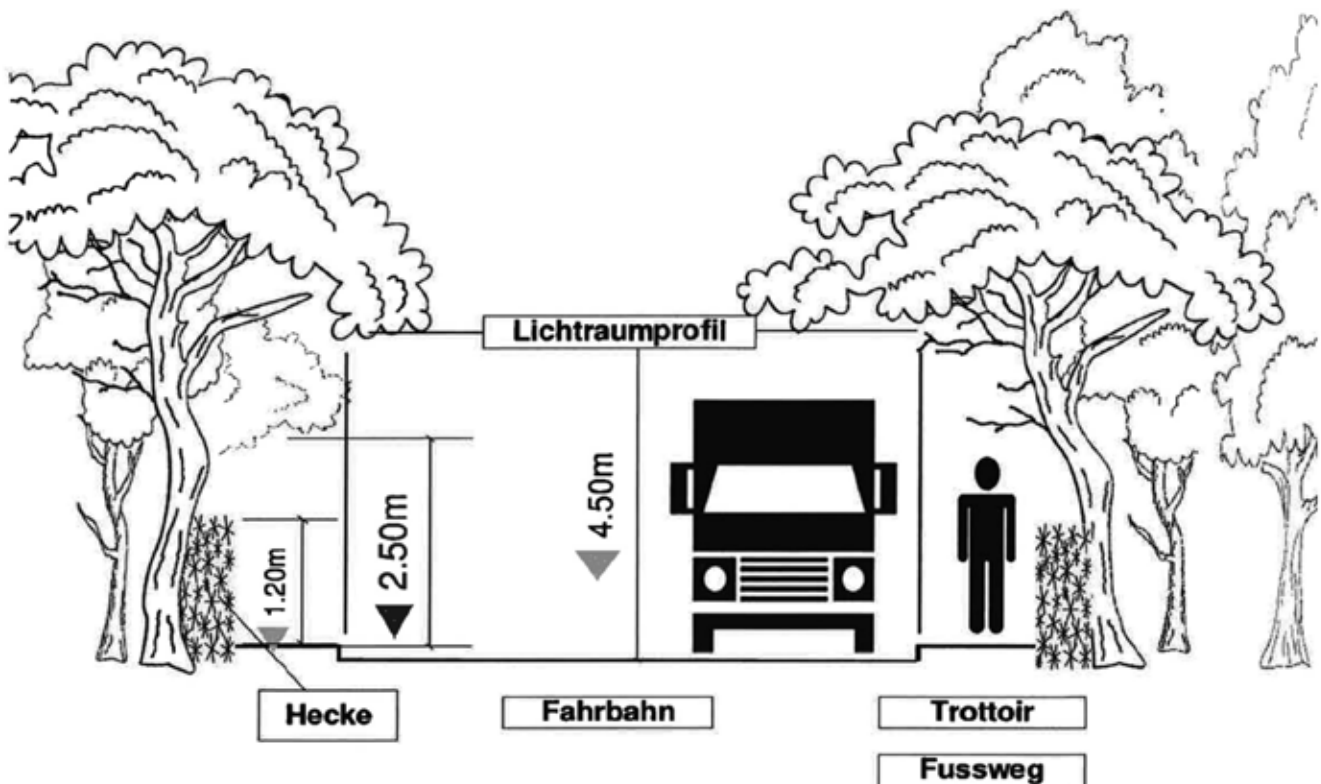 Lichtraumprofil
4.50m
2.50m
1.20m
Hecke
Fahrbahn
Trottoir
Fussweg